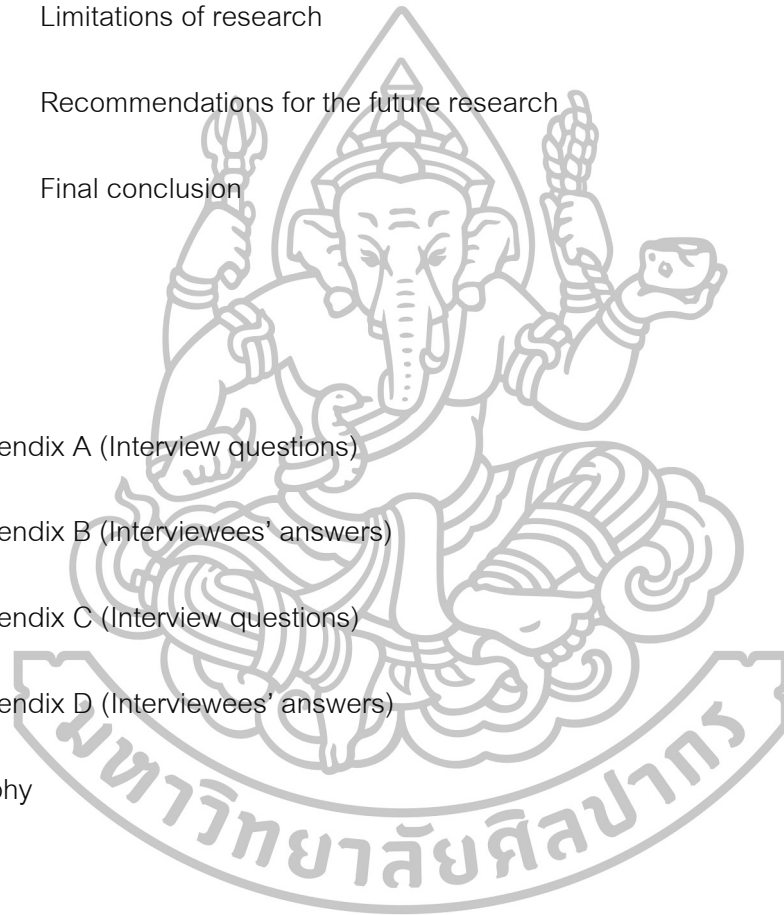 Limitations of research
Recommendations for the future research
Final conclusion
endix A (Interview questions)
endix B (Interviewees’ answers)
endix C (Interview questions)
endix D (Interviewees’ answers)
phy
มหาวิทยาลัยศิลปากร